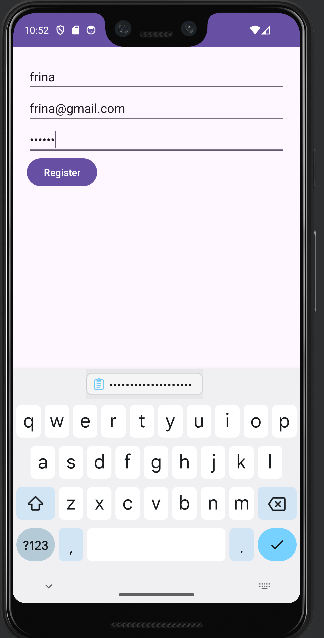 10:52
frina
frina@gmail.com
••••••
Register
••••••••••••••••••••
q w e r t y u i o p
a s d f g h j k l
z x c v b n m
?123 , .